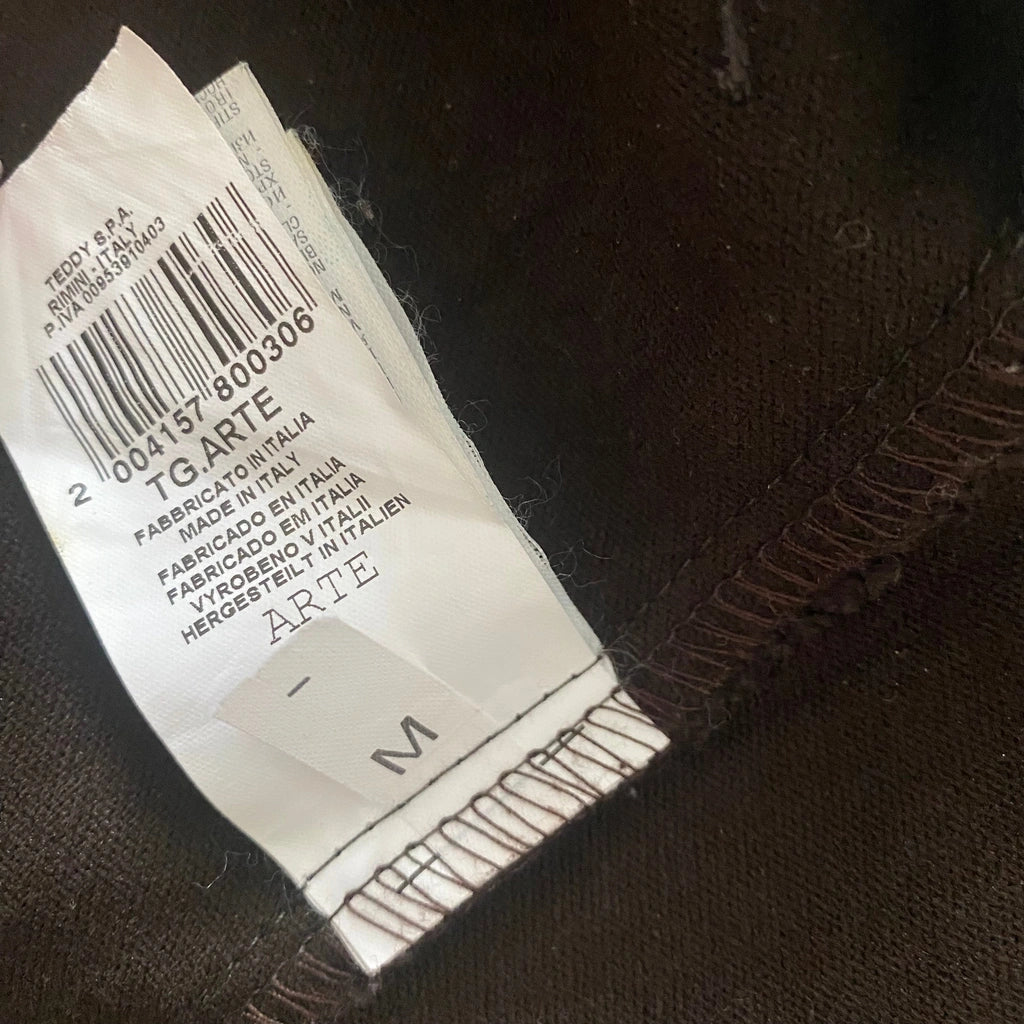 TEDDY S.P.A.
RIMINI - ITALY
P.IVA 00953910403
2 004157 800306
TG.ARTE
FABBRICATO IN ITALIA
MADE IN ITALY
FABRICADO EN ITALIA
FABRICADO EM ITALIA
VYROBENO V ITALII
HERGESTEILT IN ITALIEN
ARTE
-
M